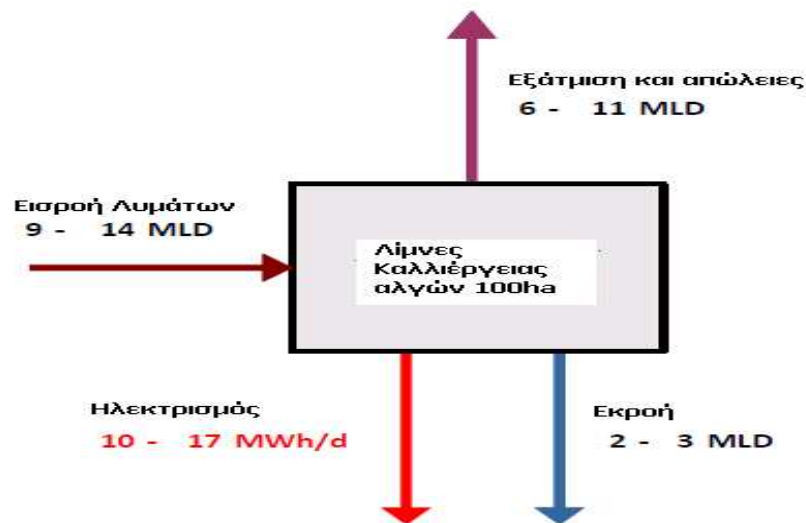 Εξάτμιση και απώλειες
6 - 11 MLD
Εισροή Λυμάτων
9 - 14 MLD
Λίμνες
Καλλιέργειας
αλγών 100ha
Ηλεκτρισμός
10 - 17 MWh/d
Εκροή
2 - 3 MLD